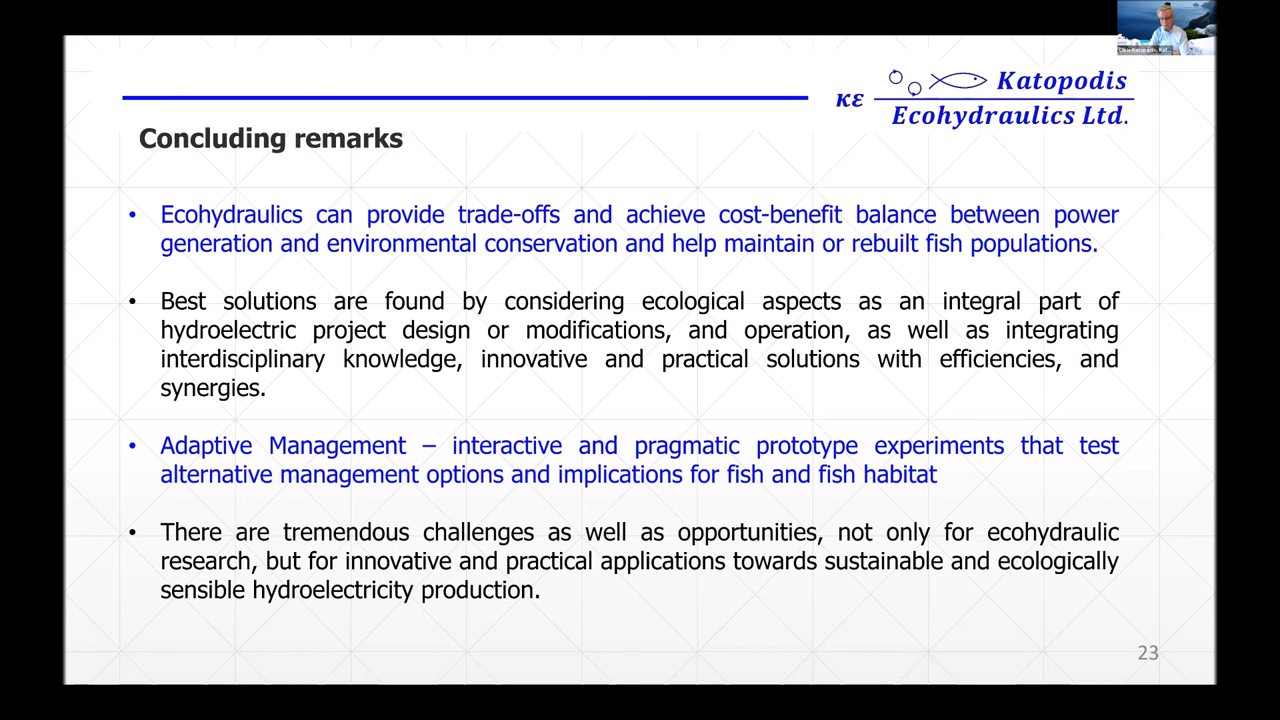 Katopodis
κε
Ecohydraulics Ltd.
Concluding remarks
• Ecohydraulics can provide trade-offs and achieve cost-benefit balance between power
generation and environmental conservation and help maintain or rebuilt fish populations.
• Best solutions are found by considering ecological aspects as an integral part of
hydroelectric project design or modifications, and operation, as well as integrating
interdisciplinary knowledge, innovative and practical solutions with efficiencies, and
synergies.
• Adaptive Management – interactive and pragmatic prototype experiments that test
alternative management options and implications for fish and fish habitat
• There are tremendous challenges as well as opportunities, not only for ecohydraulic
research, but for innovative and practical applications towards sustainable and ecologically
sensible hydroelectricity production.
23